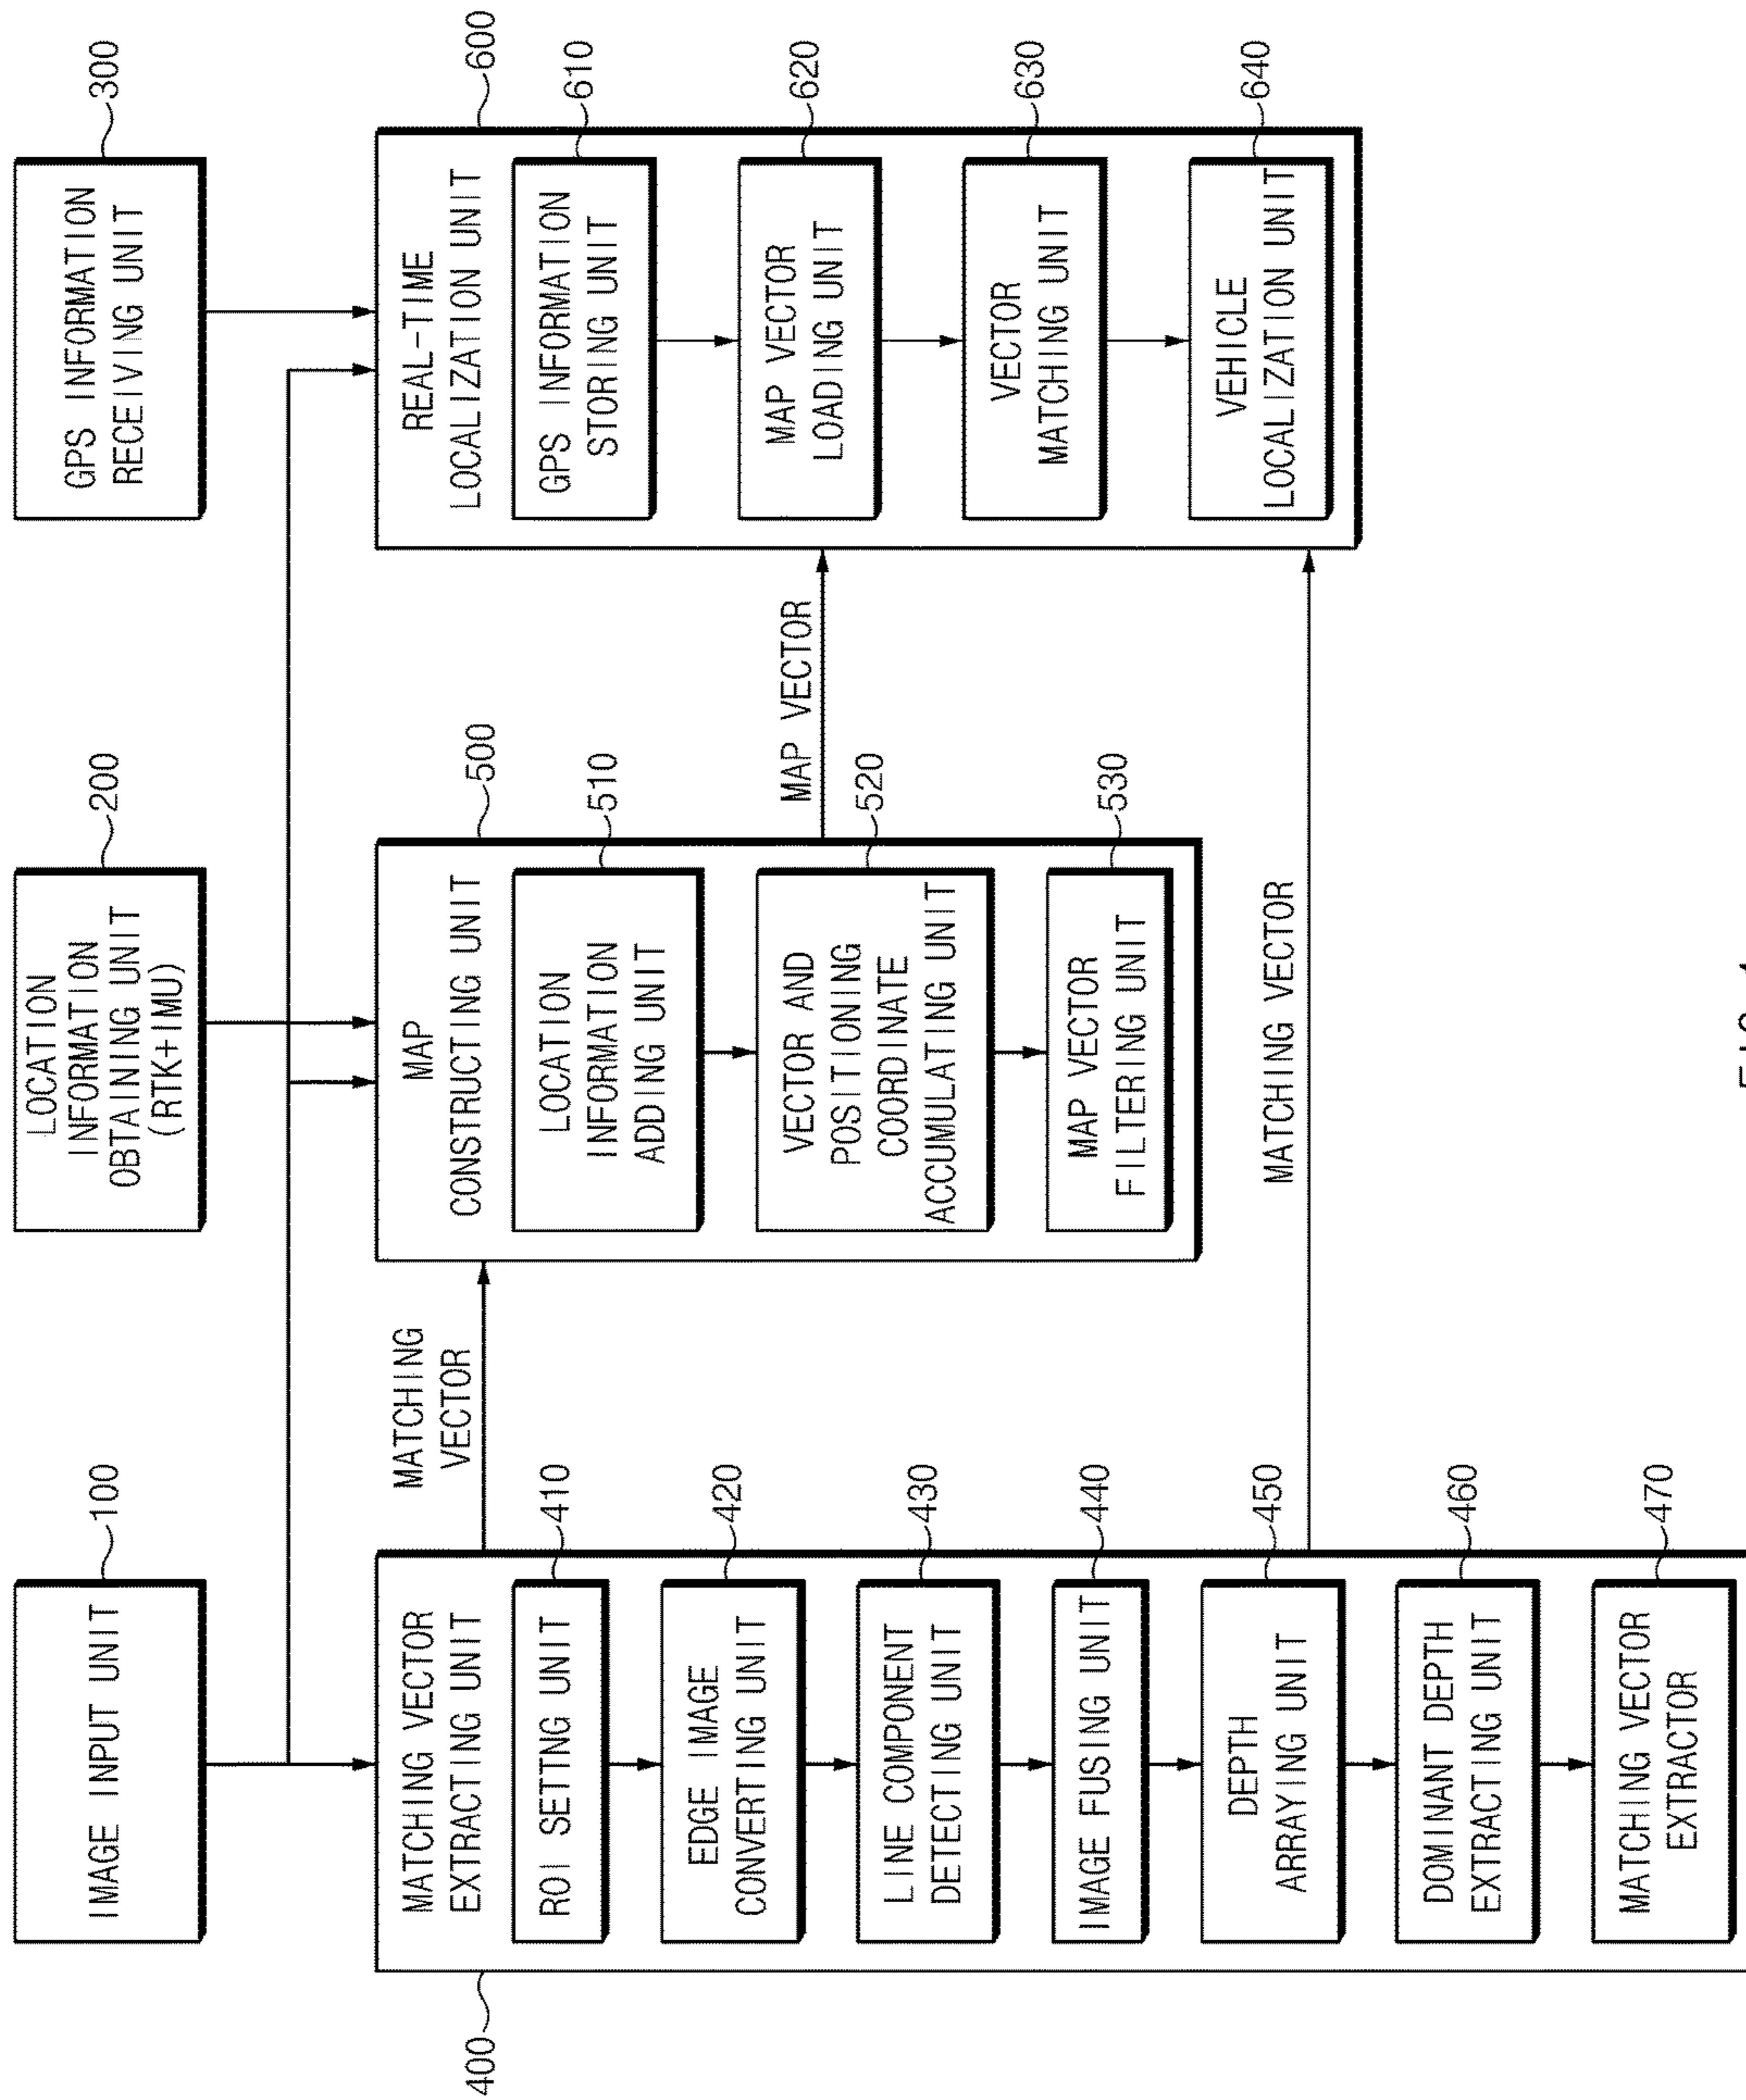 100
IMAGE INPUT UNIT
200
LOCATION
INFORMATION
OBTAINING UNIT
(RTK+IMU)
300
GPS INFORMATION
RECEIVING UNIT
400
MATCHING VECTOR
EXTRACTING UNIT
410
ROI SETTNG UNIT
420
EDGE IMAGE
CONVERTING UNIT
430
LINE COMPONENT
DETECTING UNIT
440
IMAGE FUSING UNIT
450
DEPTH
ARRAYING UNIT
460
DOMINANT DEPTH
EXTRACTING UNIT
470
MATCHING VECTOR
EXTRACTOR
MATCHING
VECTOR
500
MAP
CONSTRUCTING UNIT
510
LOCATION
INFORMATION
ADDING UNIT
520
VECTOR AND
POSITIONING
COORDINATE
ACCUMULATING UNIT
530
MAP VECTOR
FILTERING UNIT
MAP VECTOR
MATCHING VECTOR
600
REAL-TIME
LOCALIZATION UNIT
610
GPS INFORMATION
STORING UNIT
620
MAP VECTOR
LOADING UNIT
630
VECTOR
MATCHING UNIT
640
VEHICLE
LOCALIZATION UNIT